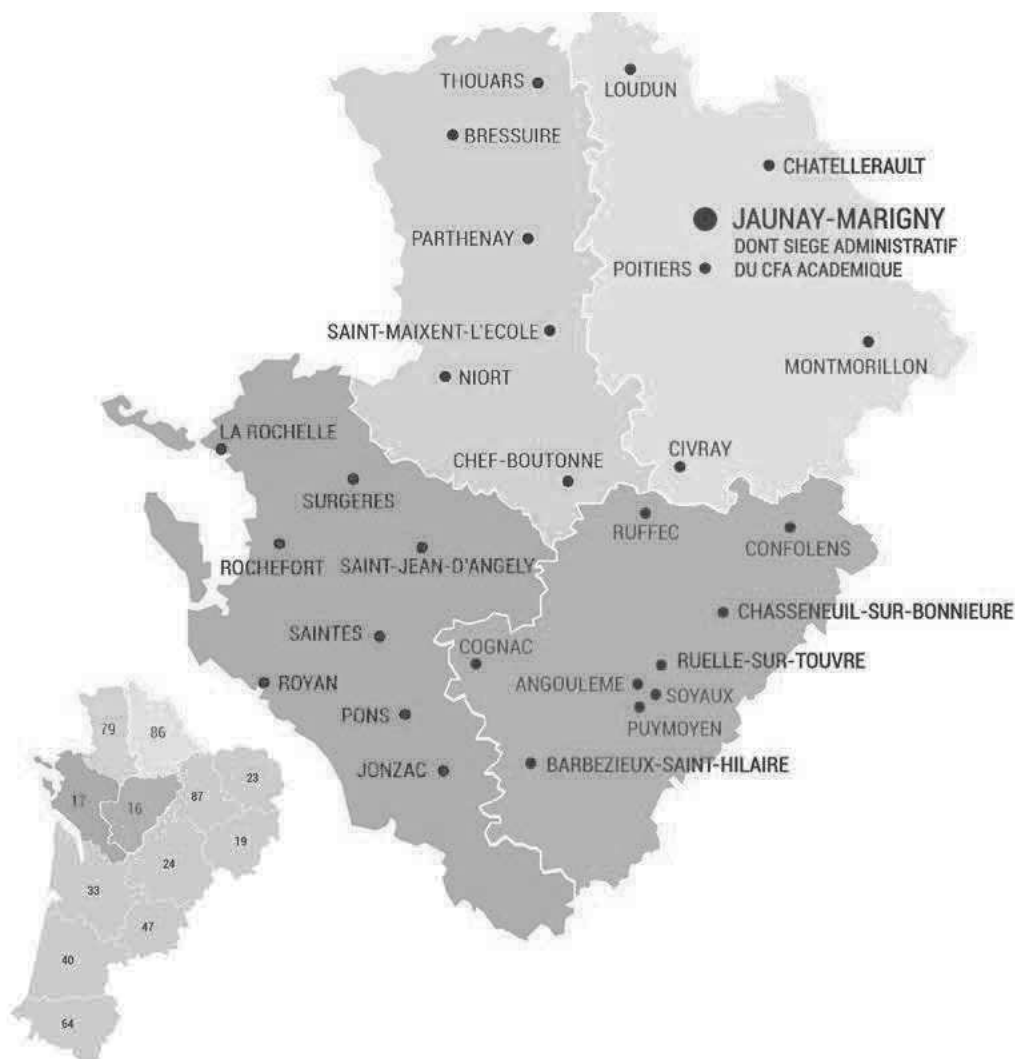 THOUARS
LOUDUN
BRESSUIRE
CHATELLERAULT
JAUNAY-MARIGNY
DONT SIEGE ADMINISTRATIF
DU CFA ACADEMIQUE
PARTHENAY
POITIERS
SAINT-MAIXENT-L'ECOLE
MONTMORILLON
NIORT
LA ROCHELLE
CHEF-BOUTONNE
CIVRAY
SURGERES
RUFFEC
CONFOLENS
ROCHEFORT
SAINT-JEAN-D'ANGELY
CHASSENEUIL-SUR-BONNIEURE
SAINTES
COGNAC
RUELLE-SUR-TOUVRE
ROYAN
ANGOULEME
SOYAUX
PONS
PUYMOYEN
JONZAC
BARBEZIEUX-SAINT-HILAIRE
79
86
17
16
87
23
19
24
33
47
40
64